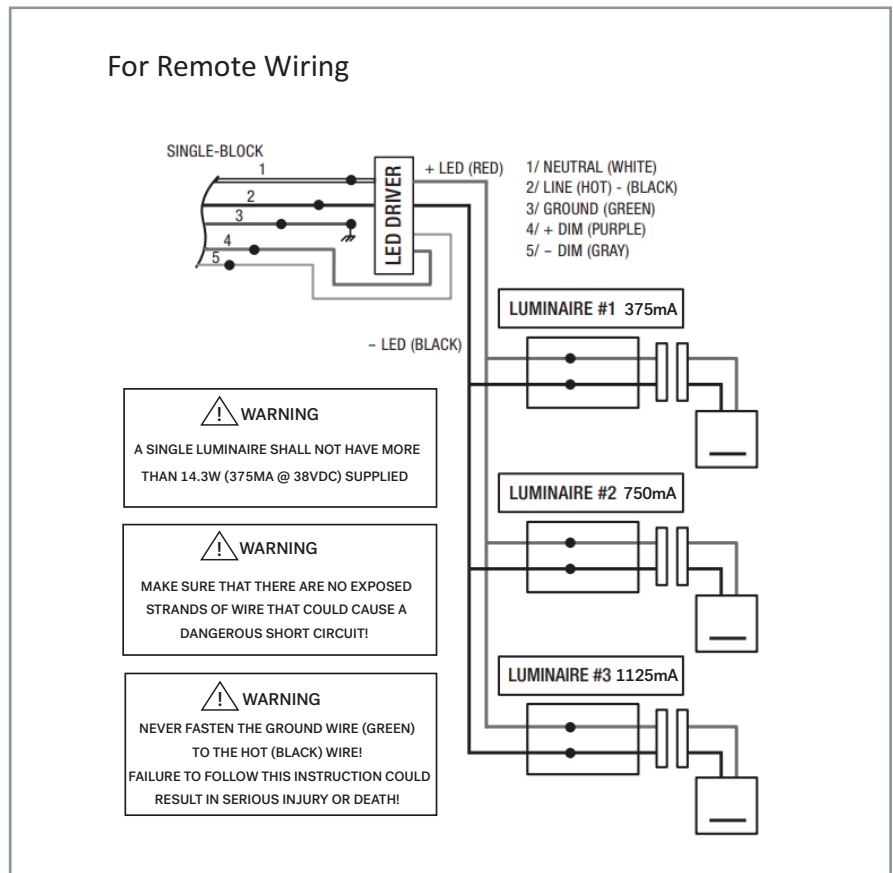 For Remote Wiring
SINGLE-BLOCK
1
2
3
4
5
LED DRIVER
+ LED (RED)
1/ NEUTRAL (WHITE)
2/ LINE (HOT) - (BLACK)
3/ GROUND (GREEN)
4/ + DIM (PURPLE)
5/ – DIM (GRAY)
– LED (BLACK)
LUMINAIRE #1 375mA
LUMINAIRE #2 750mA
LUMINAIRE #3 1125mA
! WARNING
A SINGLE LUMINAIRE SHALL NOT HAVE MORE
THAN 14.3W (375MA @ 38VDC) SUPPLIED
! WARNING
MAKE SURE THAT THERE ARE NO EXPOSED
STRANDS OF WIRE THAT COULD CAUSE A
DANGEROUS SHORT CIRCUIT!
! WARNING
NEVER FASTEN THE GROUND WIRE (GREEN)
TO THE HOT (BLACK) WIRE!
FAILURE TO FOLLOW THIS INSTRUCTION COULD
RESULT IN SERIOUS INJURY OR DEATH!